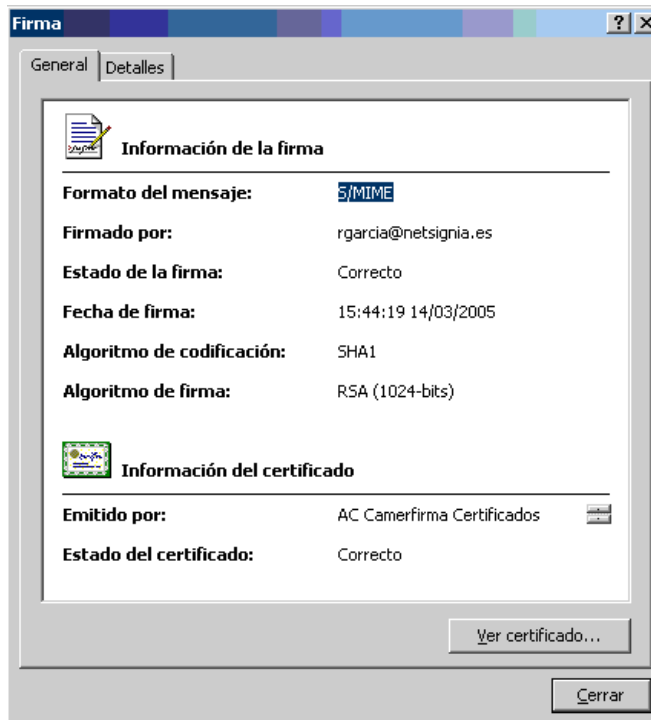 Firma
General Detalles
Información de la firma
Formato del mensaje: S/MIME
Firmado por: rgarcia@netsignia.es
Estado de la firma: Correcto
Fecha de firma: 15:44:19 14/03/2005
Algoritmo de codificación: SHA1
Algoritmo de firma: RSA (1024-bits)
Información del certificado
Emitido por: AC Camerfirma Certificados
Estado del certificado: Correcto
Ver certificado...
Cerrar